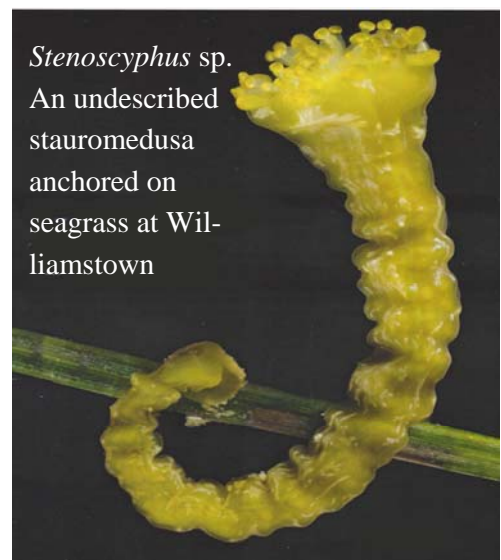 Stenoscyphus sp.
An undescribed
stauromedusa
anchored on
seagrass at Wil-
liamstown